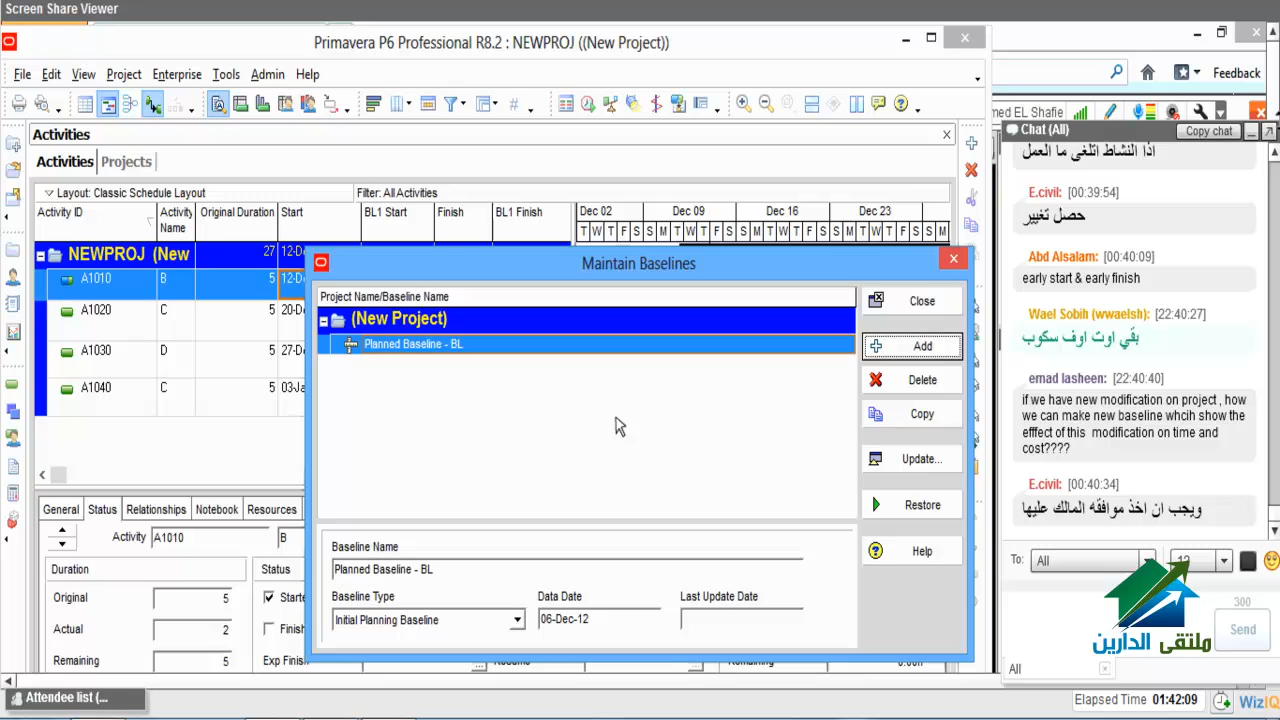 Screen Share Viewer
Primavera P6 Professional R8.2 : NEWPROJ ((New Project))
File Edit View Project Enterprise Tools Admin Help
Feedback
Activities
Activities Projects
Layout: Classic Schedule Layout Filter: All Activities
Activity ID Activity Name Original Duration Start BL1 Start Finish BL1 Finish Dec 02 Dec 09 Dec 16 Dec 23
T W T F S S M T W T F S S M T W T F S S M T W T F S S M
NEWPROJ (New 27 12-D
A1010 B 5 12-D
A1020 C 5 20-D
A1030 D 5 27-D
A1040 C 5 03-Ja
Maintain Baselines
Project Name/Baseline Name
(New Project)
Planned Baseline - BL
Close
Add
Delete
Copy
Update...
Restore
Help
Baseline Name
Planned Baseline - BL
Baseline Type Data Date Last Update Date
Initial Planning Baseline 06-Dec-12
General Status Relationships Notebook Resources
Activity A1010 B
Duration Status
Original 5 Starte
Actual 2 Finish
Remaining 5 Exp Finish
Attendee list (...
med EL Shafie
Chat (All) Copy chat
اذا النشاط اتلغى ما العمل
E.civil: [00:39:54]
حصل تغيير
Abd Alsalam: [00:40:09]
early start & early finish
Wael Sobih (wwaelsh): [22:40:27]
بقي اوت اوف سكوب
emad lasheen: [22:40:40]
if we have new modification on project , how
we can make new baseline whcih show the
efffect of this modification on time and
cost????
E.civil: [00:40:34]
ويجب ان اخذ موافقه المالك عليها
To: All 12
300
Send
ملتقى الدارين
All
Elapsed Time 01:42:09 WizIQ